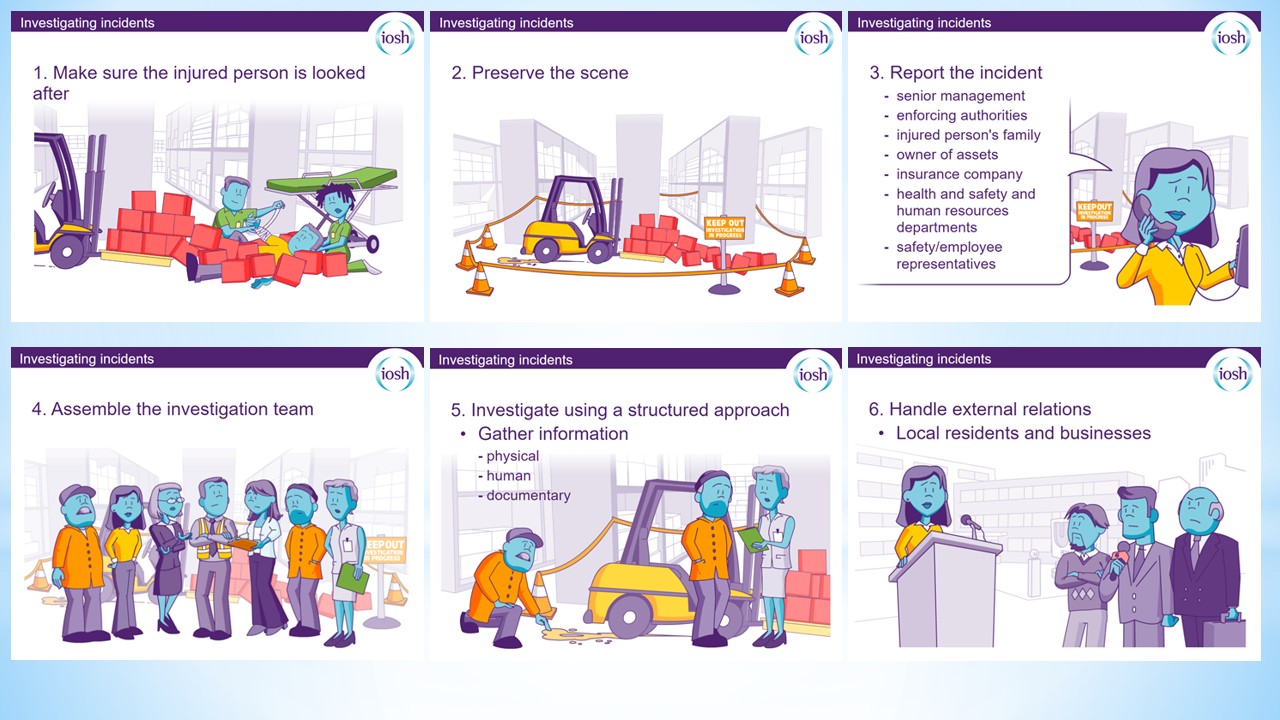 Investigating incidents
iosh
1. Make sure the injured person is looked
after
Investigating incidents
iosh
2. Preserve the scene
KEEP OUT
INVESTIGATION
IN PROGRESS
Investigating incidents
iosh
3. Report the incident
- senior management
- enforcing authorities
- injured person's family
- owner of assets
- insurance company
- health and safety and
human resources
departments
- safety/employee
representatives
KEEP OUT
INVESTIGATION
IN PROGRESS
Investigating incidents
iosh
4. Assemble the investigation team
KEEP OUT
INVESTIGATION
IN PROGRESS
Investigating incidents
iosh
5. Investigate using a structured approach
• Gather information
- physical
- human
- documentary
Investigating incidents
iosh
6. Handle external relations
• Local residents and businesses